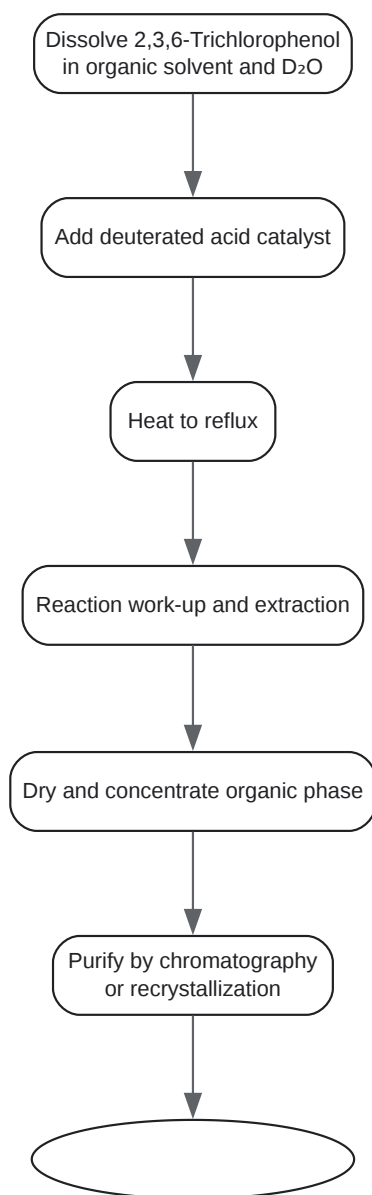 Dissolve 2,3,6-Trichlorophenol
in organic solvent and D₂O
Add deuterated acid catalyst
Heat to reflux
Reaction work-up and extraction
Dry and concentrate organic phase
Purify by chromatography
or recrystallization